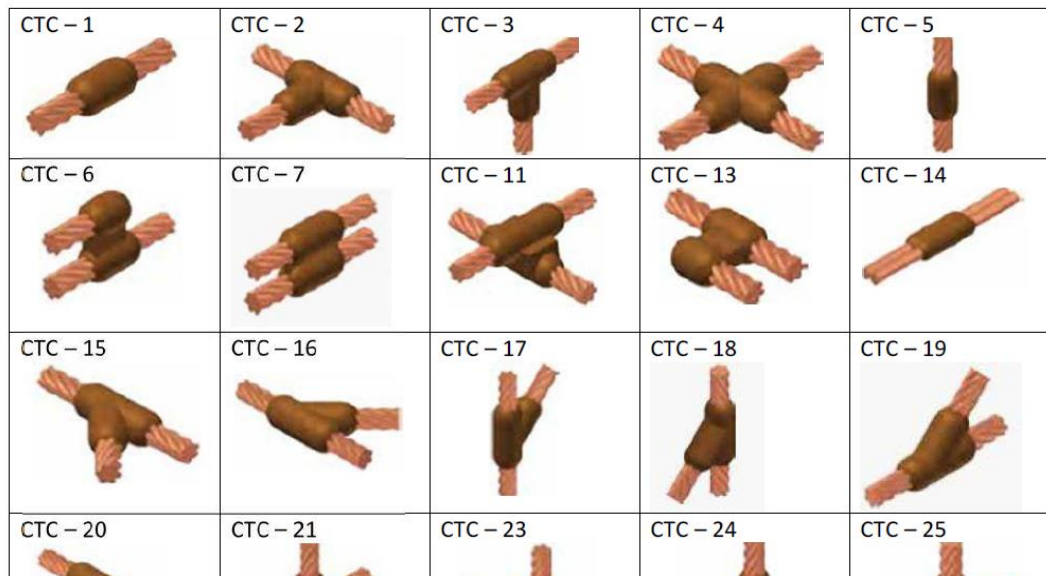 CTC – 1
CTC – 2
CTC – 3
CTC – 4
CTC – 5
CTC – 6
CTC – 7
CTC – 11
CTC – 13
CTC – 14
CTC – 15
CTC – 16
CTC – 17
CTC – 18
CTC – 19
CTC – 20
CTC – 21
CTC – 23
CTC – 24
CTC – 25